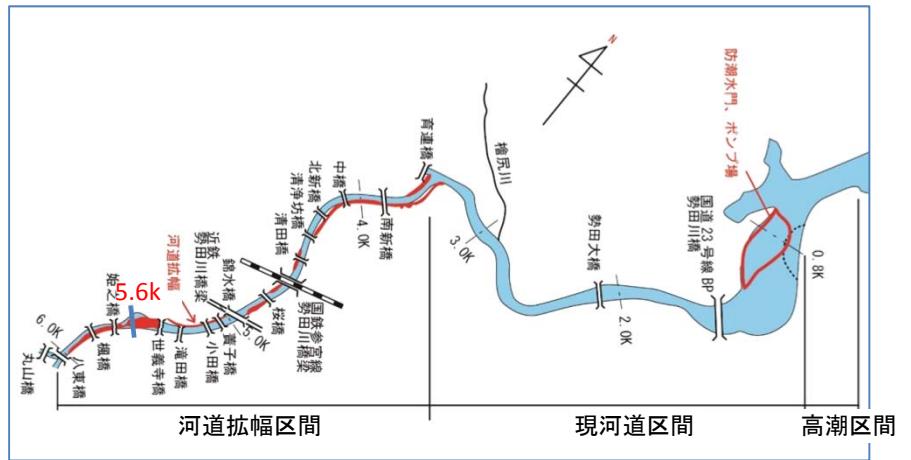 N
防潮水門、ポンプ場
国道23号線BP
勢田川橋
0.8K
勢田大橋
2.0K
檜尻川
3.0K
育連橋
南新橋
4.0K
中橋
北新橋
清浄坊橋
清田橋
国鉄参宮線
勢田川橋梁
桜橋
5.0K
錦水橋
近鉄
勢田川橋梁
河道拡幅
簀子橋
小田橋
滝田橋
世義寺橋
5.6k
姫之橋
楓橋
6.0K
八東橋
丸山橋
河道拡幅区間
現河道区間
高潮区間